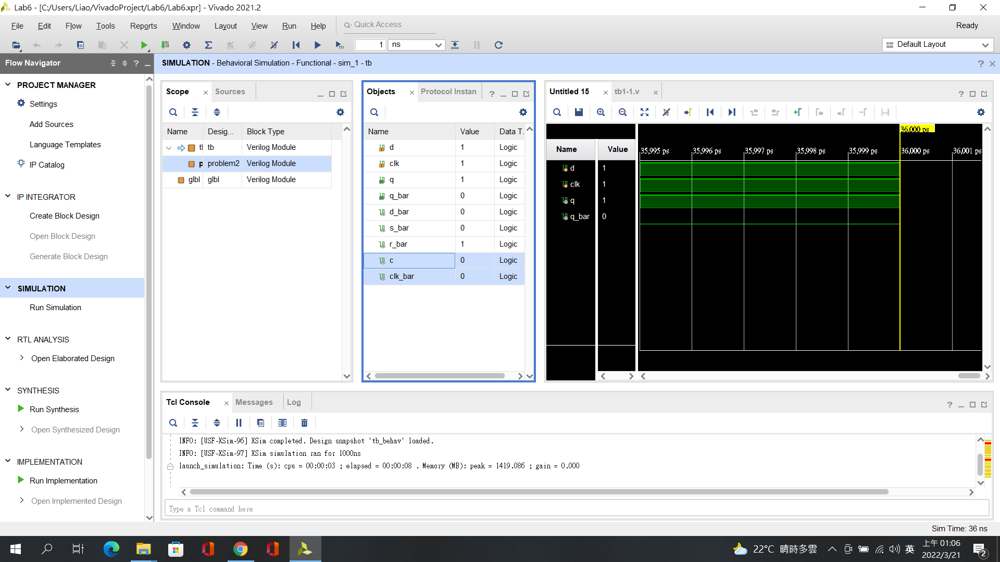 Lab6 - [C:/Users/Liao/VivadoProject/Lab6/Lab6.xpr] - Vivado 2021.2
File Edit Flow Tools Reports Window Layout View Run Help Quick Access Ready
1 ns Default Layout
Flow Navigator
SIMULATION - Behavioral Simulation - Functional - sim_1 - tb
PROJECT MANAGER
Settings
Add Sources
Language Templates
IP Catalog
IP INTEGRATOR
Create Block Design
Open Block Design
Generate Block Design
SIMULATION
Run Simulation
RTL ANALYSIS
Open Elaborated Design
SYNTHESIS
Run Synthesis
Open Synthesized Design
IMPLEMENTATION
Run Implementation
Open Implemented Design
Scope Sources
Name Desig... Block Type
tb Verilog Module
problem2 Verilog Module
glbl glbl Verilog Module
Objects Protocol Instan
Name Value Data T.
d 1 Logic
clk 1 Logic
q 1 Logic
q_bar 0 Logic
d_bar 0 Logic
s_bar 0 Logic
r_bar 1 Logic
c 0 Logic
clk_bar 0 Logic
Untitled 15 tb1-1.v
36,000 ps
Name Value
35,995 ps 35,996 ps 35,997 ps 35,998 ps 35,999 ps 36,000 ps 36,001 ps
d 1
clk 1
q 1
q_bar 0
Tcl Console Messages Log
INFO: [USF-XSim-96] XSim completed. Design snapshot 'tb_behav' loaded.
INFO: [USF-XSim-97] XSim simulation ran for 1000ns
launch_simulation: Time (s): cpu = 00:00:03 ; elapsed = 00:00:08 . Memory (MB): peak = 1419.086 ; gain = 0.000
Type a Tcl command here
Sim Time: 36 ns
22°C 晴時多雲 英 上午 01:06
2022/3/21 2